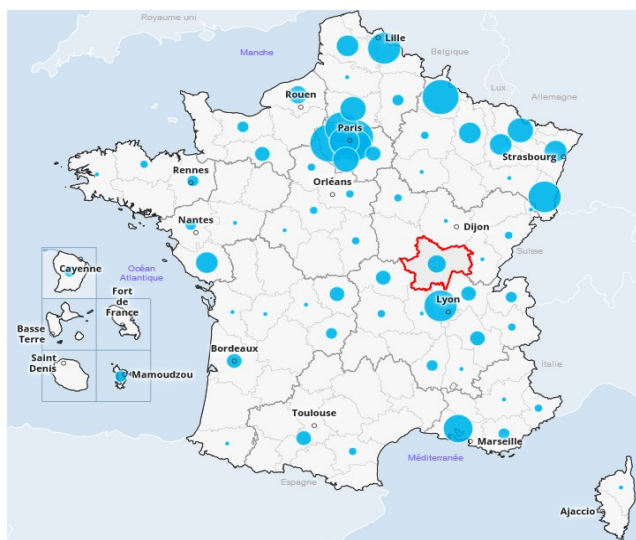 Royaume uni
Manche
Lille
Belgique
Lux.
Allemagne
Rouen
Paris
Strasbourg
Rennes
Orléans
Nantes
Dijon
Suisse
Cayenne
Océan
Atlantique
Fort
de
France
Basse
Terre
Saint
Denis
Mamoudzou
Lyon
Bordeaux
Italie
Toulouse
Marseille
Méditerranée
Espagne
Ajaccio